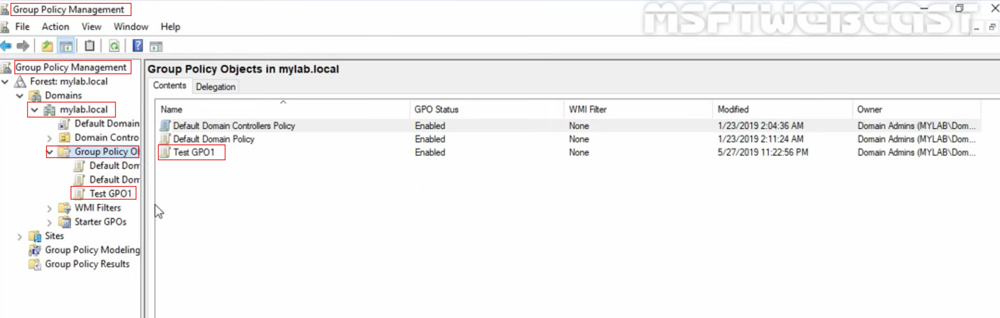 Group Policy Management
MSFTWEBCAST
File Action View Window Help
Group Policy Management
Forest: mylab.local
Domains
mylab.local
Default Domain
Domain Contro
Group Policy Ol
Default Dom
Default Dom
Test GPO1
WMI Filters
Starter GPOs
Sites
Group Policy Modeling
Group Policy Results
Group Policy Objects in mylab.local
Contents Delegation
Name GPO Status WMI Filter Modified Owner
Default Domain Controllers Policy Enabled None 1/23/2019 2:04:36 AM Domain Admins (MYLAB\Dom...
Default Domain Policy Enabled None 1/23/2019 2:11:24 AM Domain Admins (MYLAB\Dom...
Test GPO1 Enabled None 5/27/2019 11:22:56 PM Domain Admins (MYLAB\Dom...